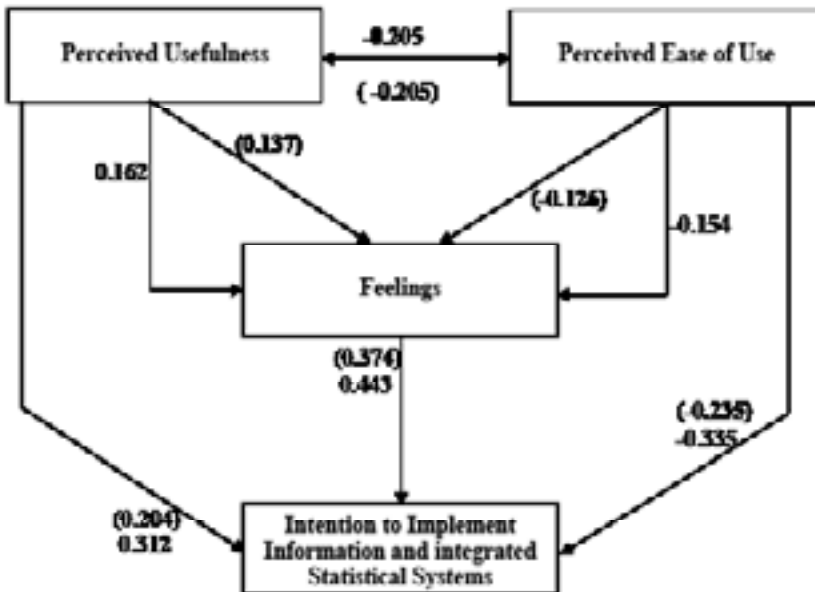 Perceived Usefulness
-0.205
(-0.205)
Perceived Ease of Use
0.162
(0.137)
(-0.126)
-0.154
Feelings
(0.374)
0.443
(-0.235)
-0.335
(0.204)
0.312
Intention to Implement
Information and integrated
Statistical Systems